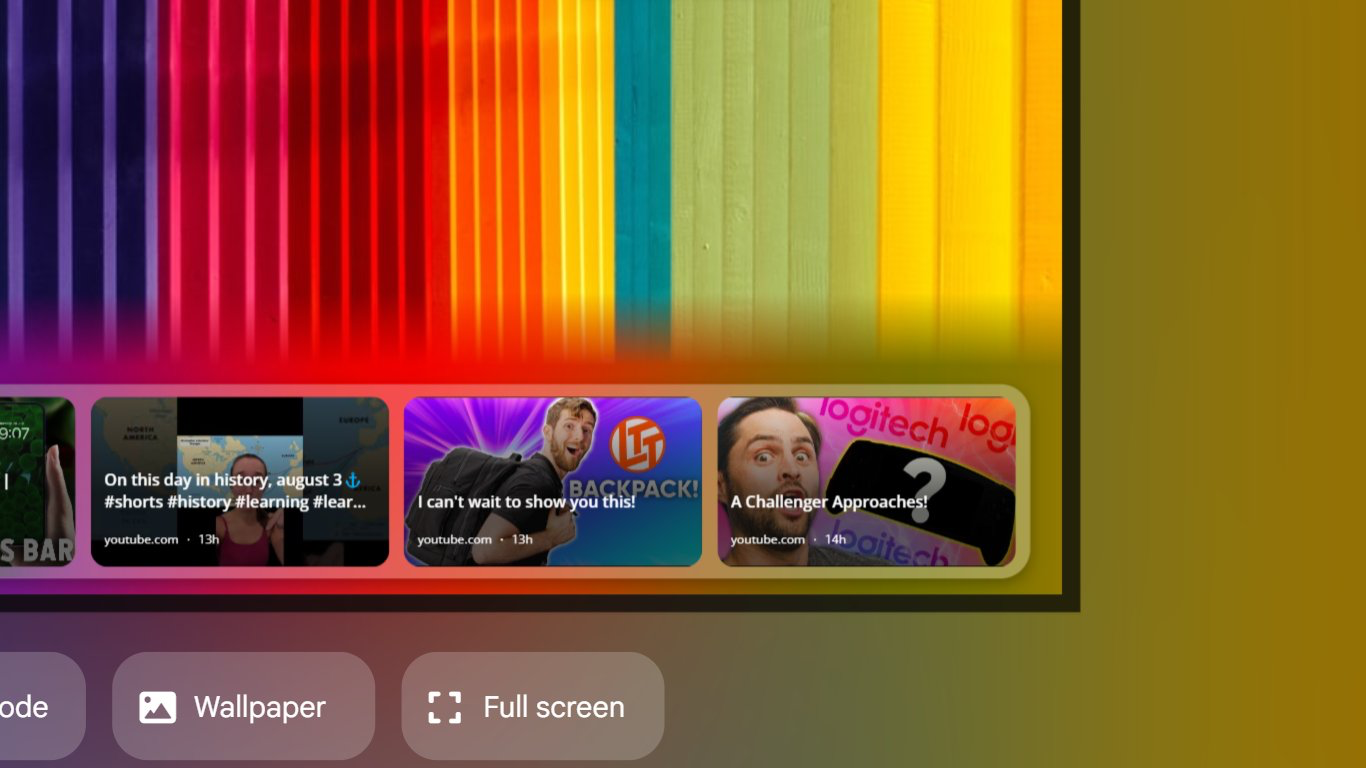 9:07
S BAR
NORTH
AMERICA
EUROPE
On this day in history, august 3⚓
#shorts #history #learning #lear...
youtube.com · 13h
LTT
BACKPACK!
I can't wait to show you this!
youtube.com · 13h
logitech
logi
?
A Challenger Approaches!
logitech
youtube.com · 14h
ode
Wallpaper
Full screen